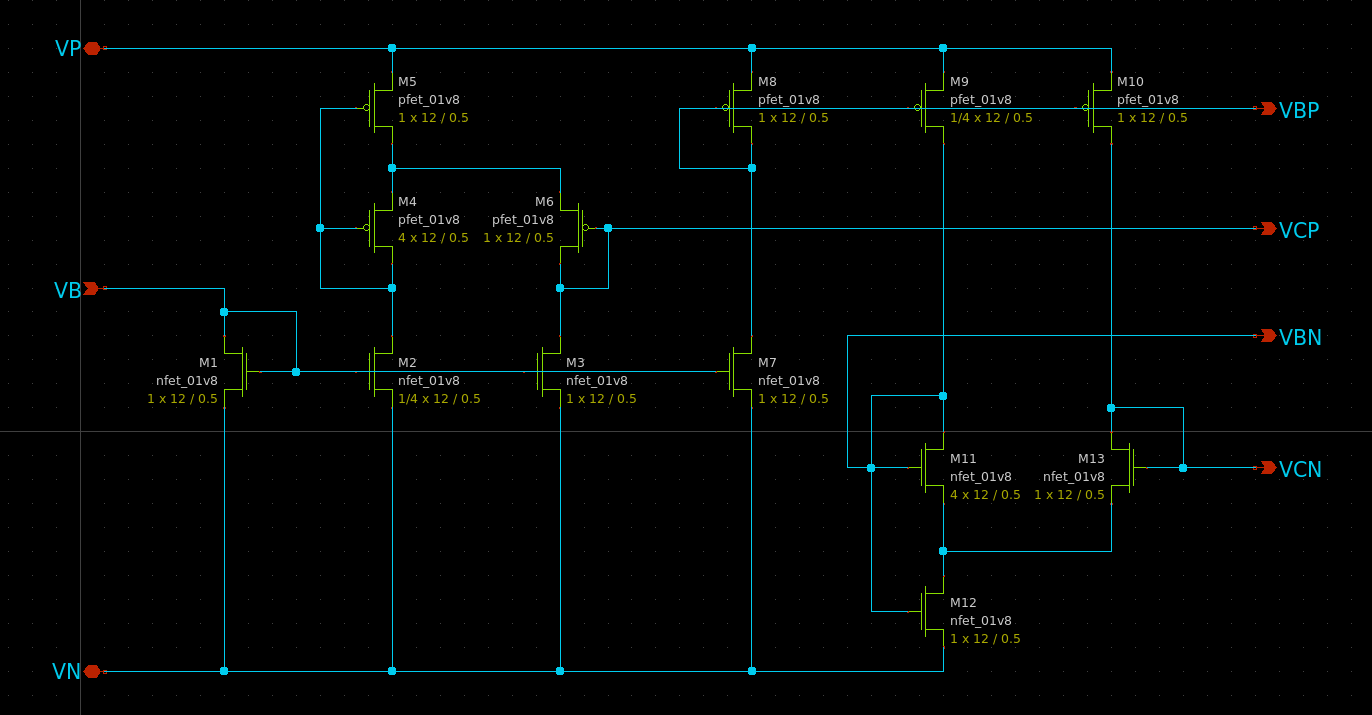 VP
M5
pfet_01v8
1 x 12 / 0.5
M8
pfet_01v8
1 x 12 / 0.5
M9
pfet_01v8
1/4 x 12 / 0.5
M10
pfet_01v8
1 x 12 / 0.5
VBP
M4
pfet_01v8
4 x 12 / 0.5
M6
pfet_01v8
1 x 12 / 0.5
VCP
VB
M1
nfet_01v8
1 x 12 / 0.5
M2
nfet_01v8
1/4 x 12 / 0.5
M3
nfet_01v8
1 x 12 / 0.5
M7
nfet_01v8
1 x 12 / 0.5
VBN
M11
nfet_01v8
4 x 12 / 0.5
M13
nfet_01v8
1 x 12 / 0.5
VCN
M12
nfet_01v8
1 x 12 / 0.5
VN